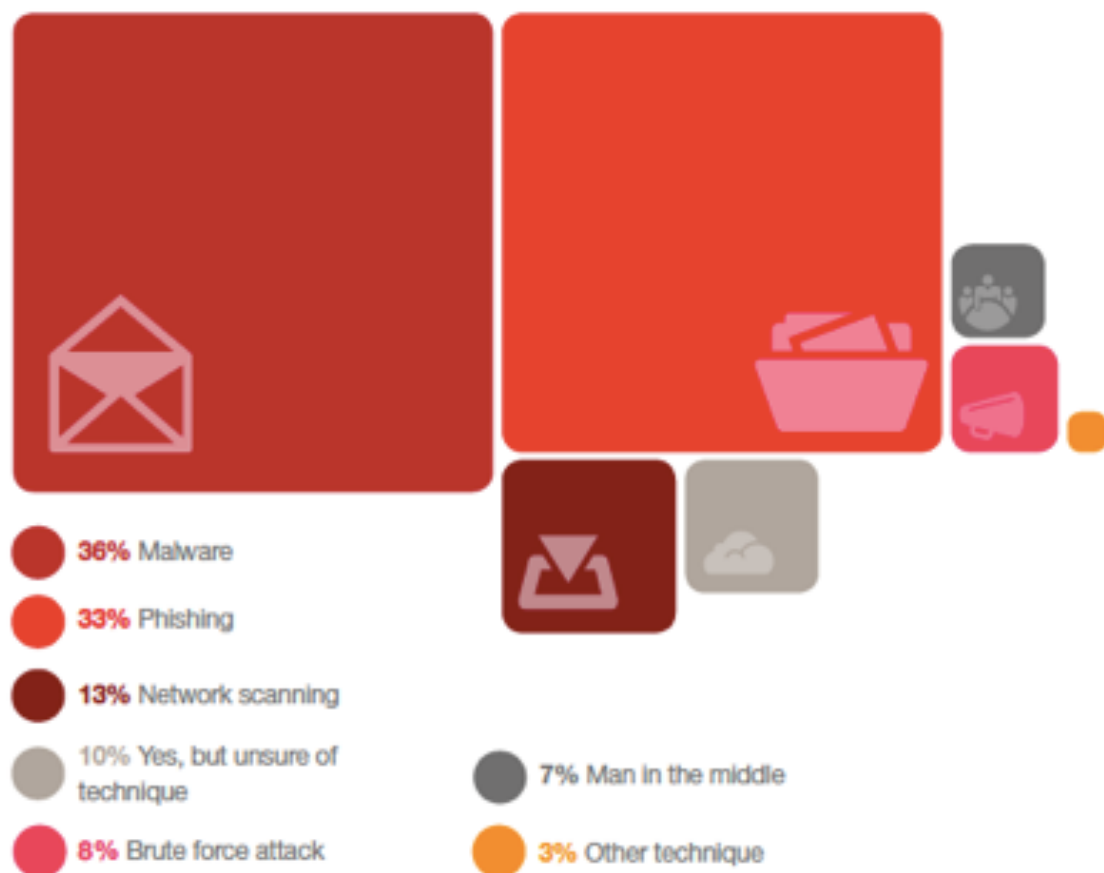 36% Malware
33% Phishing
13% Network scanning
10% Yes, but unsure of
technique
8% Brute force attack
7% Man in the middle
3% Other technique